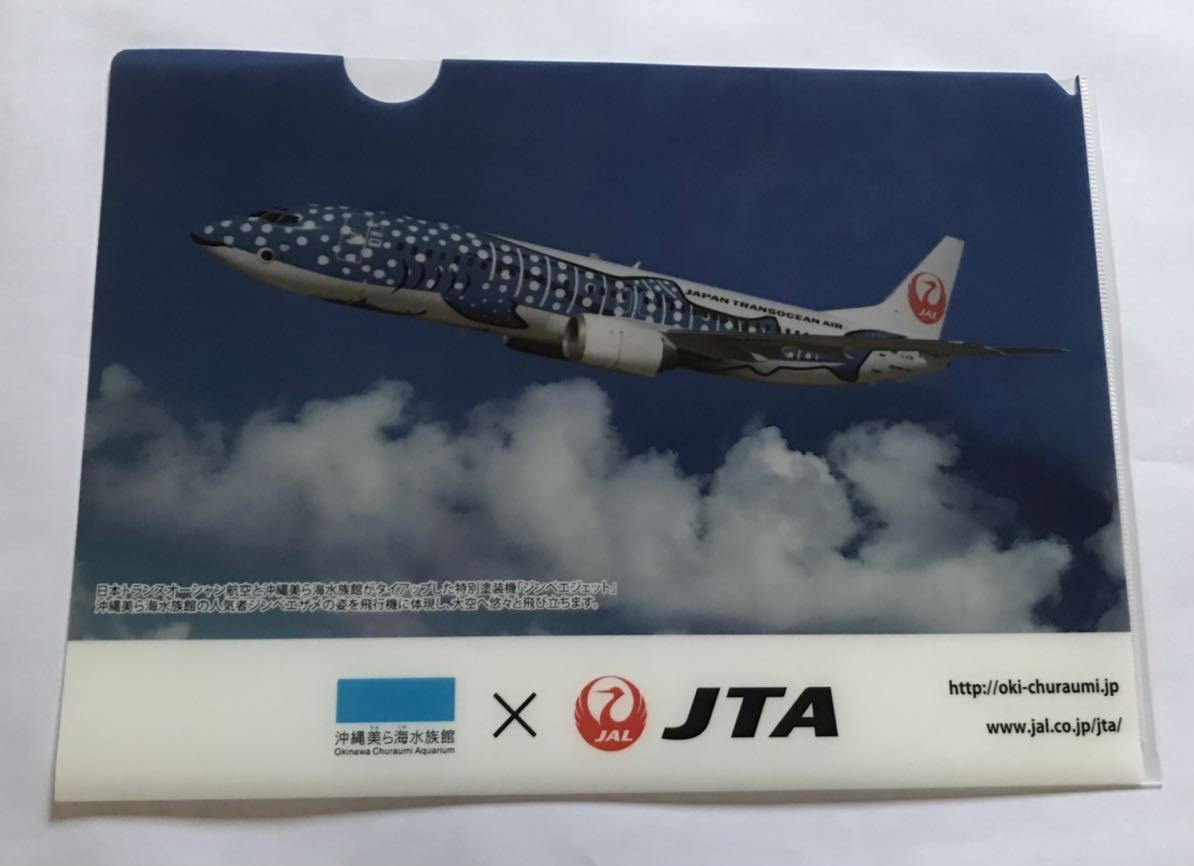 JAPAN TRANSOCEAN AIR
JAL
日本トランスオーシャン航空と沖縄美ら海水族館がタイアップした特別塗装機「ジンベエジェット」
沖縄美ら海水族館の人気者ジンベエザメの姿を飛行機に体現し、大空へ悠々と飛び立ちます。
沖縄美ら海水族館
Okinawa Churaumi Aquarium
×
JAL
JTA
http://oki-churaumi.jp
www.jal.co.jp/jta/